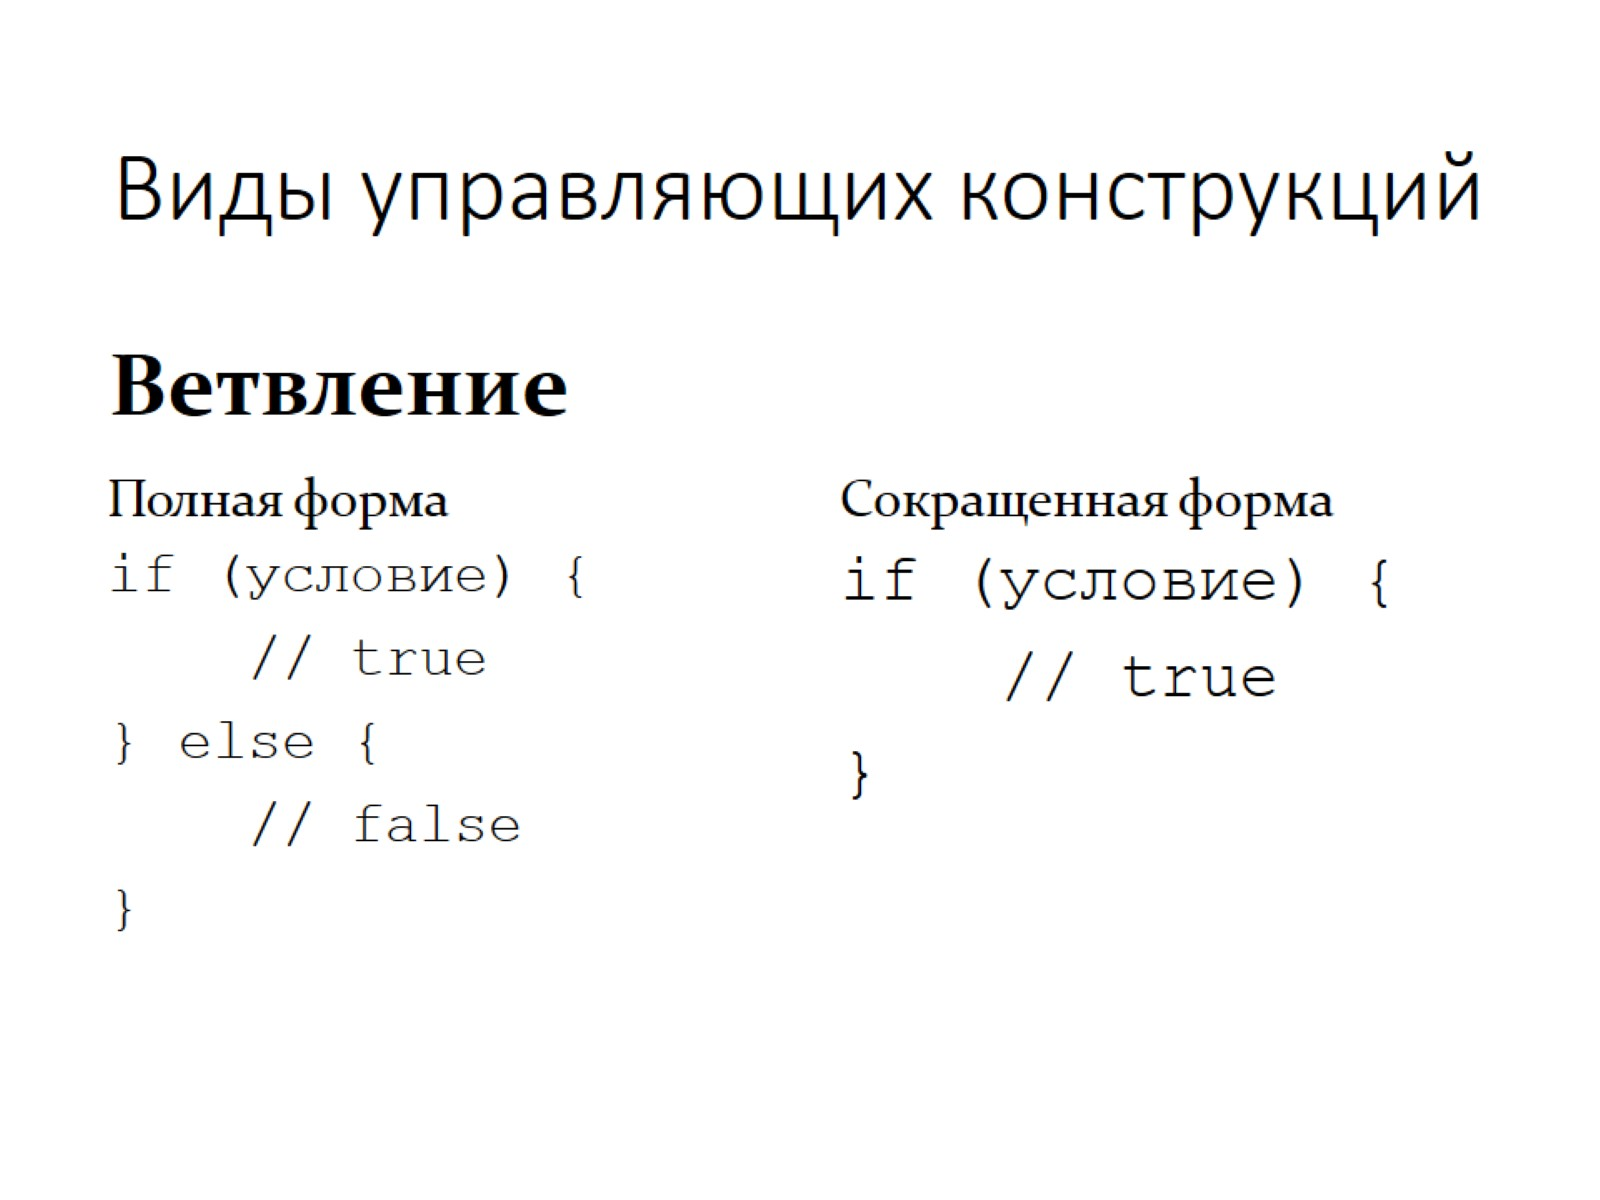 Виды управляющих конструкций
Ветвление
Полная форма
if (условие) {
    // true
} else {
    // false
}
Сокращенная форма
if (условие) {
    // true
}